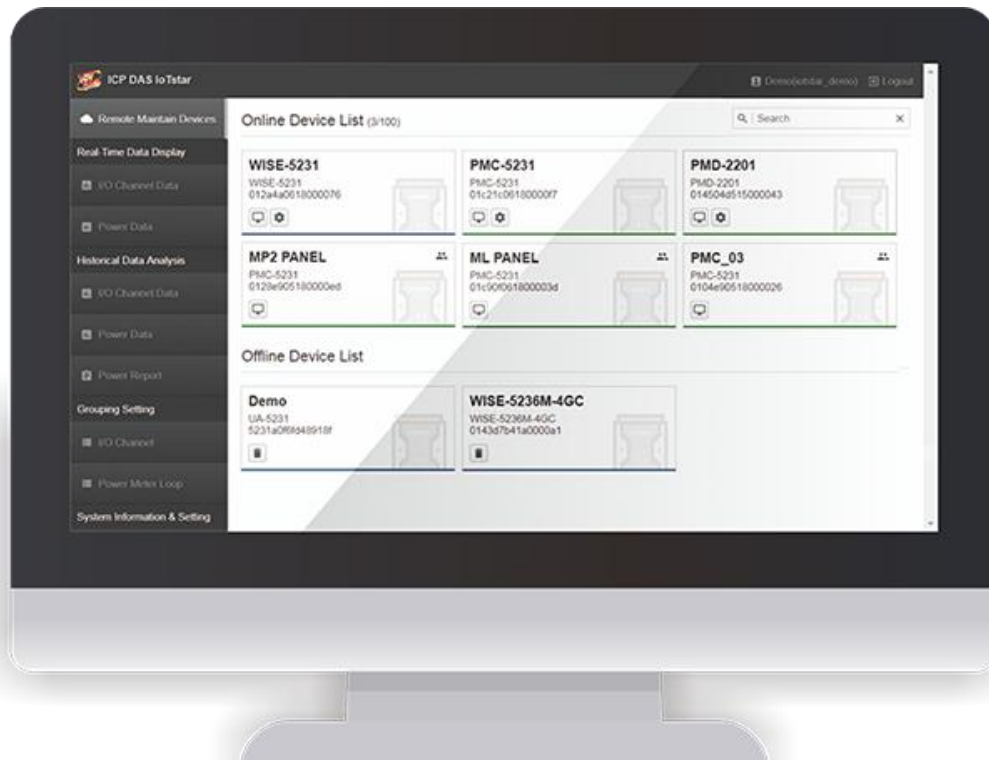 ICP DAS IoTstar
Demo(iotstar_demo) Logout
Remote Maintain Devices
Real-Time Data Display
I/O Channel Data
Power Data
Historical Data Analysis
I/O Channel Data
Power Data
Power Report
Grouping Setting
I/O Channel
Power Meter Loop
System Information & Setting
Online Device List (3/100)
Search
WISE-5231
WISE-5231
012a4a0618000076
PMC-5231
PMC-5231
01c21c06180000f7
PMD-2201
PMD-2201
014504d515000043
MP2 PANEL
PMC-5231
0128e905180000ed
ML PANEL
PMC-5231
01c90f061800003d
PMC_03
PMC-5231
0104e90518000026
Offline Device List
Demo
UA-5231
WISE-5236M-4GC
WISE-5236M-4GC
0143d7b41a0000a1